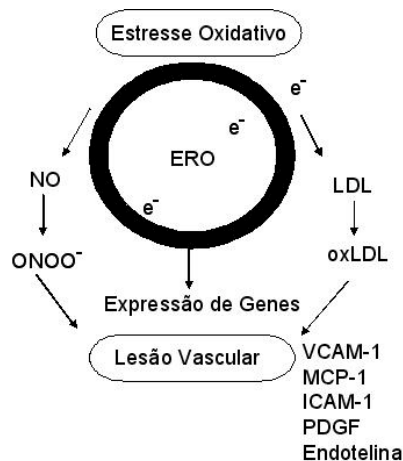 Estresse Oxidativo
e⁻
e⁻
ERO
e⁻
NO
LDL
ONOO⁻
oxLDL
Expressão de Genes
Lesão Vascular
VCAM-1
MCP-1
ICAM-1
PDGF
Endotelina